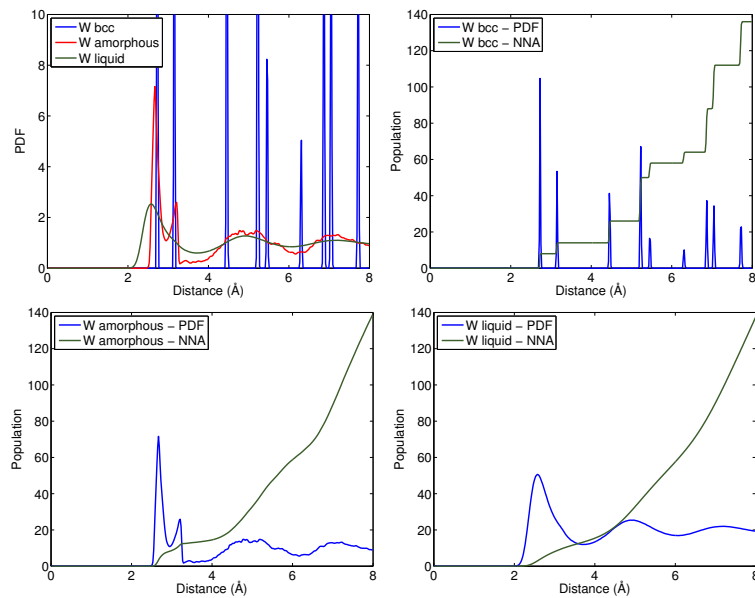 W bcc
W amorphous
W liquid
PDF
10
8
6
4
2
0
0 2 4 6 8
Distance (Å)
W bcc − PDF
W bcc − NNA
Population
140
120
100
80
60
40
20
0
0 2 4 6 8
Distance (Å)
W amorphous − PDF
W amorphous − NNA
Population
140
120
100
80
60
40
20
0
0 2 4 6 8
Distance (Å)
W liquid − PDF
W liquid − NNA
Population
140
120
100
80
60
40
20
0
0 2 4 6 8
Distance (Å)